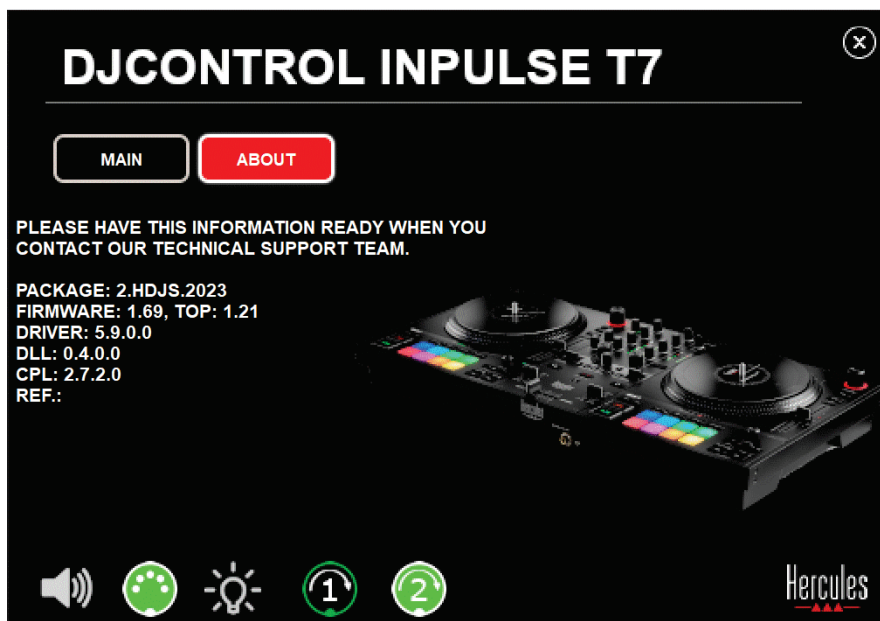 DJCONTROL INPULSE T7
MAIN
ABOUT
PLEASE HAVE THIS INFORMATION READY WHEN YOU
CONTACT OUR TECHNICAL SUPPORT TEAM.
PACKAGE: 2.HDJS.2023
FIRMWARE: 1.69, TOP: 1.21
DRIVER: 5.9.0.0
DLL: 0.4.0.0
CPL: 2.7.2.0
REF.:
1
2
Hercules